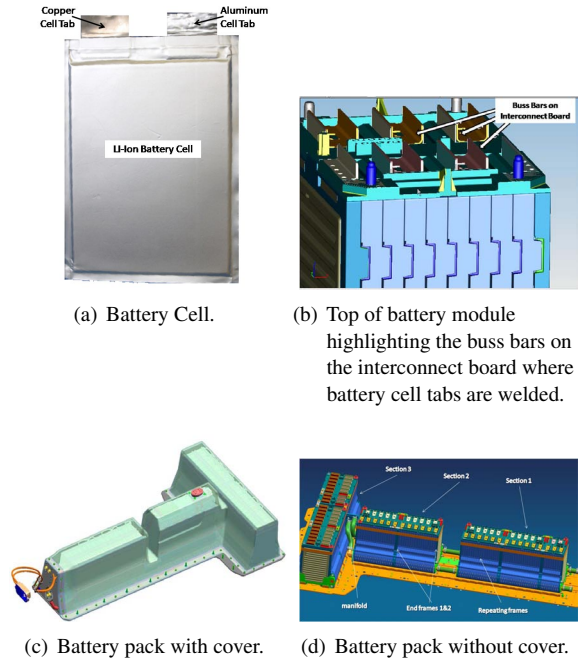 Copper
Cell Tab
Aluminum
Cell Tab
LI-Ion Battery Cell
(a) Battery Cell.
Buss Bars on
Interconnect Board
(b) Top of battery module
highlighting the buss bars on
the interconnect board where
battery cell tabs are welded.
(c) Battery pack with cover.
Section 3
Section 2
Section 1
manifold
End frames 1&2
Repeating frames
(d) Battery pack without cover.